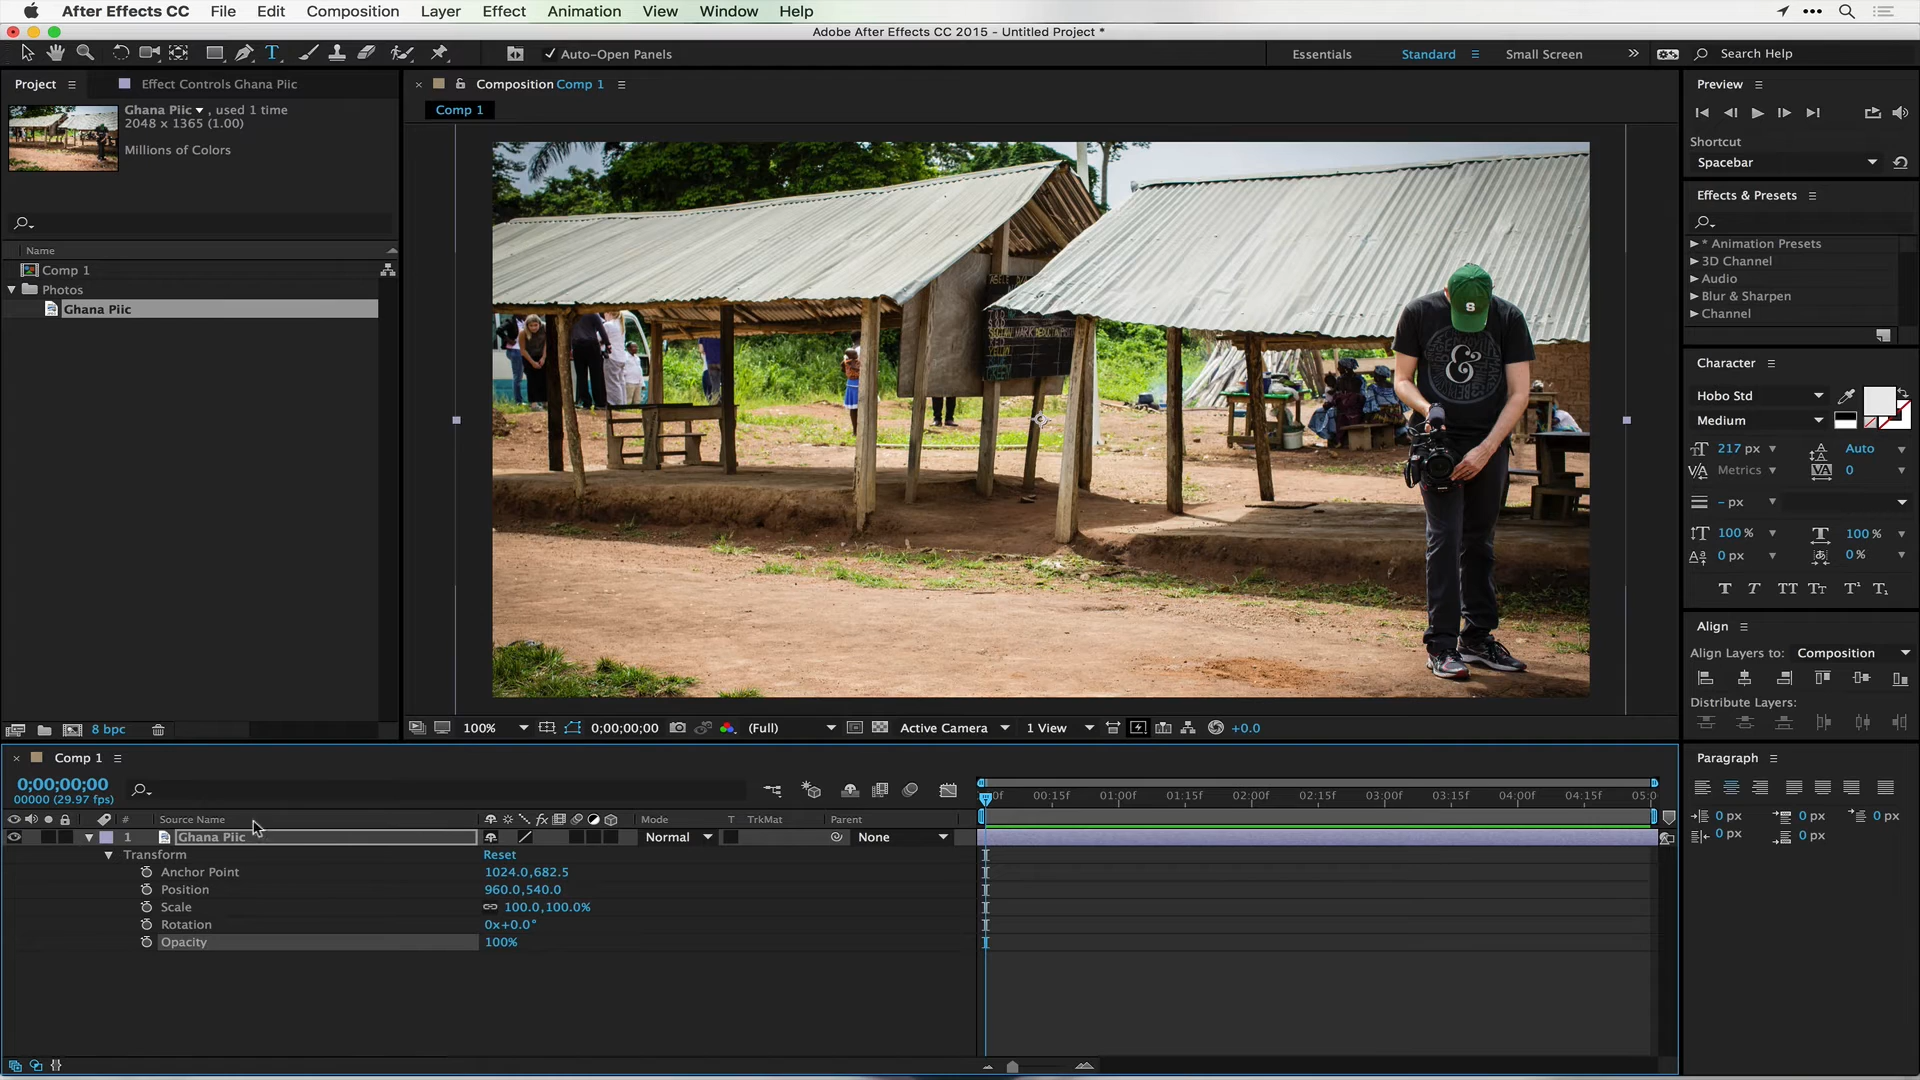 After Effects CC File Edit Composition Layer Effect Animation View Window Help
Adobe After Effects CC 2015 - Untitled Project *
Auto-Open Panels Essentials Standard Small Screen Search Help
Project Effect Controls Ghana Piic
Ghana Piic , used 1 time
2048 x 1365 (1.00)
Millions of Colors
Name
Comp 1
Photos
Ghana Piic
8 bpc
Composition Comp 1
Comp 1
S
&
GREEN
100% 0;00;00;00 (Full) Active Camera 1 View +0.0
Preview
Shortcut
Spacebar
Effects & Presets
* Animation Presets
3D Channel
Audio
Blur & Sharpen
Channel
Character
Hobo Std
Medium
217 px Auto
Metrics 0
- px
100 % 100 %
0 px 0 %
T T TT Tt T¹ T₁
Align
Align Layers to: Composition
Distribute Layers:
Paragraph
0 px 0 px 0 px
0 px 0 px
Comp 1
0;00;00;00
00000 (29.97 fps)
# Source Name Mode T TrkMat Parent
1 Ghana Piic Normal None
Transform Reset
Anchor Point 1024.0,682.5
Position 960.0,540.0
Scale 100.0,100.0%
Rotation 0x+0.0°
Opacity 100%
0f 00:15f 01:00f 01:15f 02:00f 02:15f 03:00f 03:15f 04:00f 04:15f 05:0